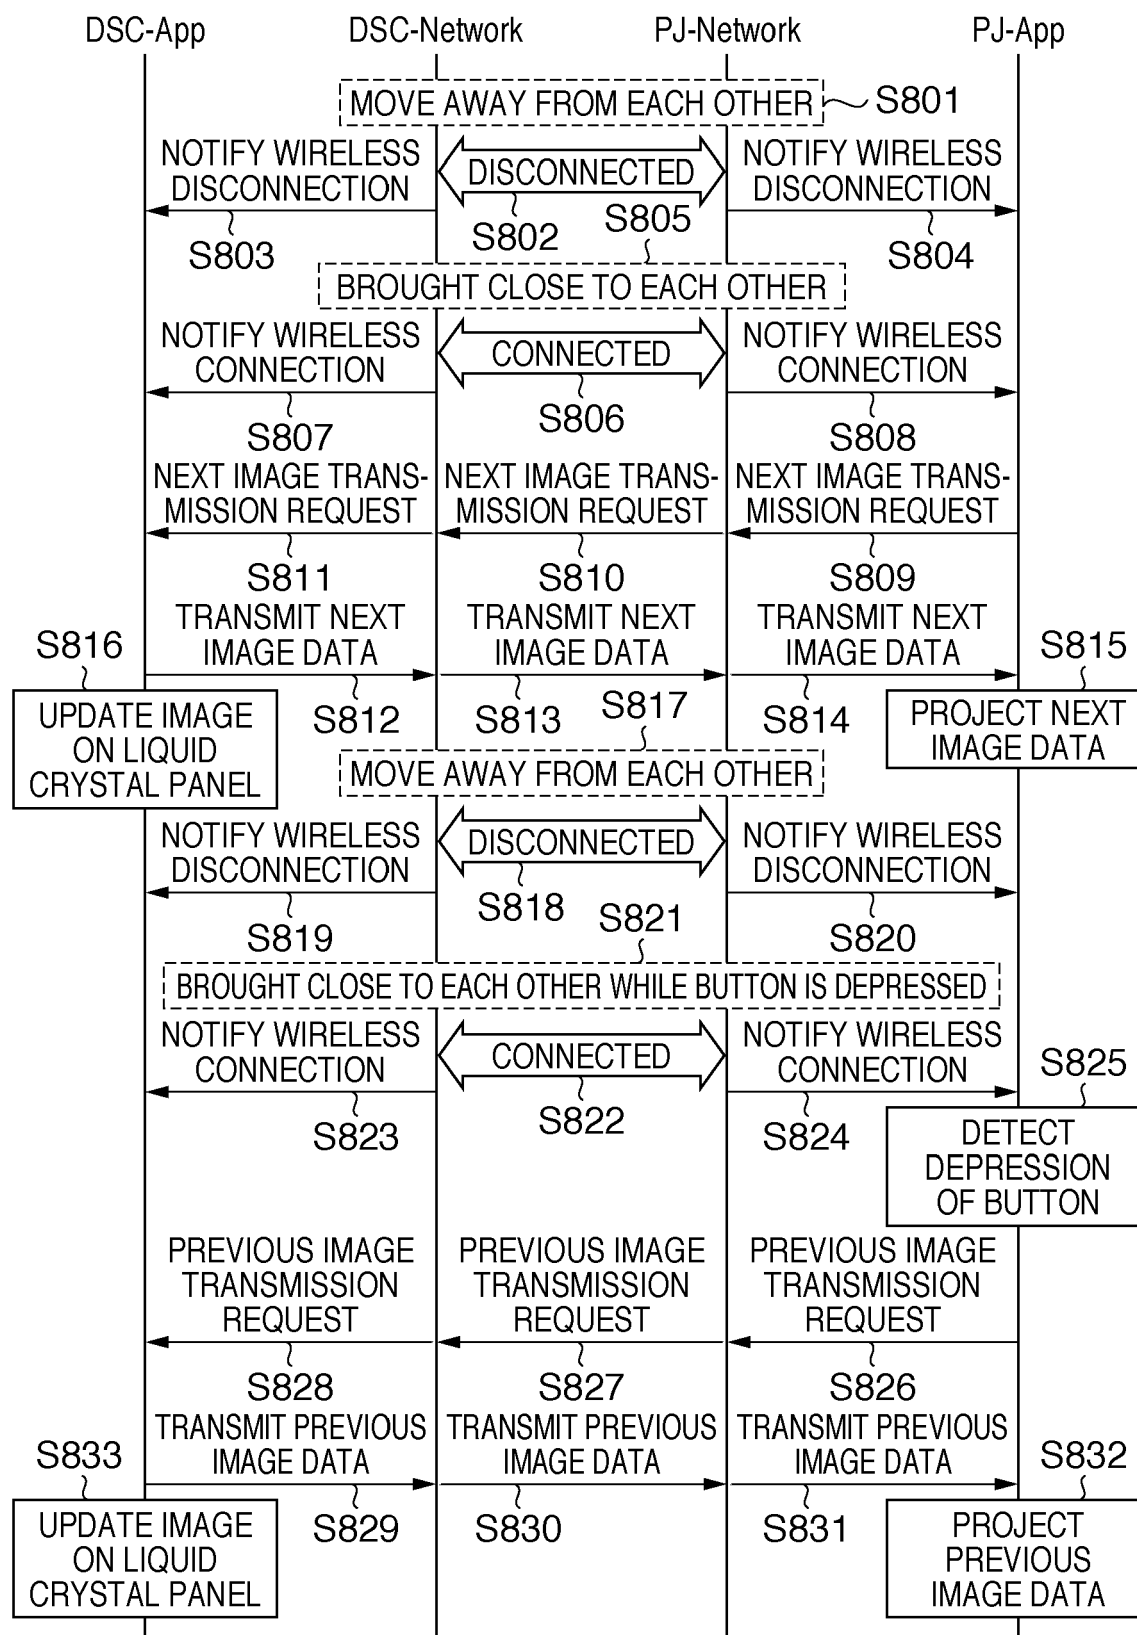 DSC-App DSC-Network PJ-Network PJ-App
MOVE AWAY FROM EACH OTHER
S801
NOTIFY WIRELESS
DISCONNECTION
DISCONNECTED
NOTIFY WIRELESS
DISCONNECTION
S803
S802
S805
S804
BROUGHT CLOSE TO EACH OTHER
NOTIFY WIRELESS
CONNECTION
CONNECTED
NOTIFY WIRELESS
CONNECTION
S807
S806
S808
NEXT IMAGE TRANS-
MISSION REQUEST
NEXT IMAGE TRANS-
MISSION REQUEST
NEXT IMAGE TRANS-
MISSION REQUEST
S811
S810
S809
TRANSMIT NEXT
IMAGE DATA
TRANSMIT NEXT
IMAGE DATA
TRANSMIT NEXT
IMAGE DATA
S816
S815
S812
S813
S817
S814
UPDATE IMAGE
ON LIQUID
CRYSTAL PANEL
PROJECT NEXT
IMAGE DATA
MOVE AWAY FROM EACH OTHER
NOTIFY WIRELESS
DISCONNECTION
DISCONNECTED
NOTIFY WIRELESS
DISCONNECTION
S819
S818
S821
S820
BROUGHT CLOSE TO EACH OTHER WHILE BUTTON IS DEPRESSED
NOTIFY WIRELESS
CONNECTION
CONNECTED
NOTIFY WIRELESS
CONNECTION
S825
S823
S822
S824
DETECT
DEPRESSION
OF BUTTON
PREVIOUS IMAGE
TRANSMISSION
REQUEST
PREVIOUS IMAGE
TRANSMISSION
REQUEST
PREVIOUS IMAGE
TRANSMISSION
REQUEST
S828
S827
S826
TRANSMIT PREVIOUS
IMAGE DATA
TRANSMIT PREVIOUS
IMAGE DATA
TRANSMIT PREVIOUS
IMAGE DATA
S833
S832
S829
S830
S831
UPDATE IMAGE
ON LIQUID
CRYSTAL PANEL
PROJECT
PREVIOUS
IMAGE DATA